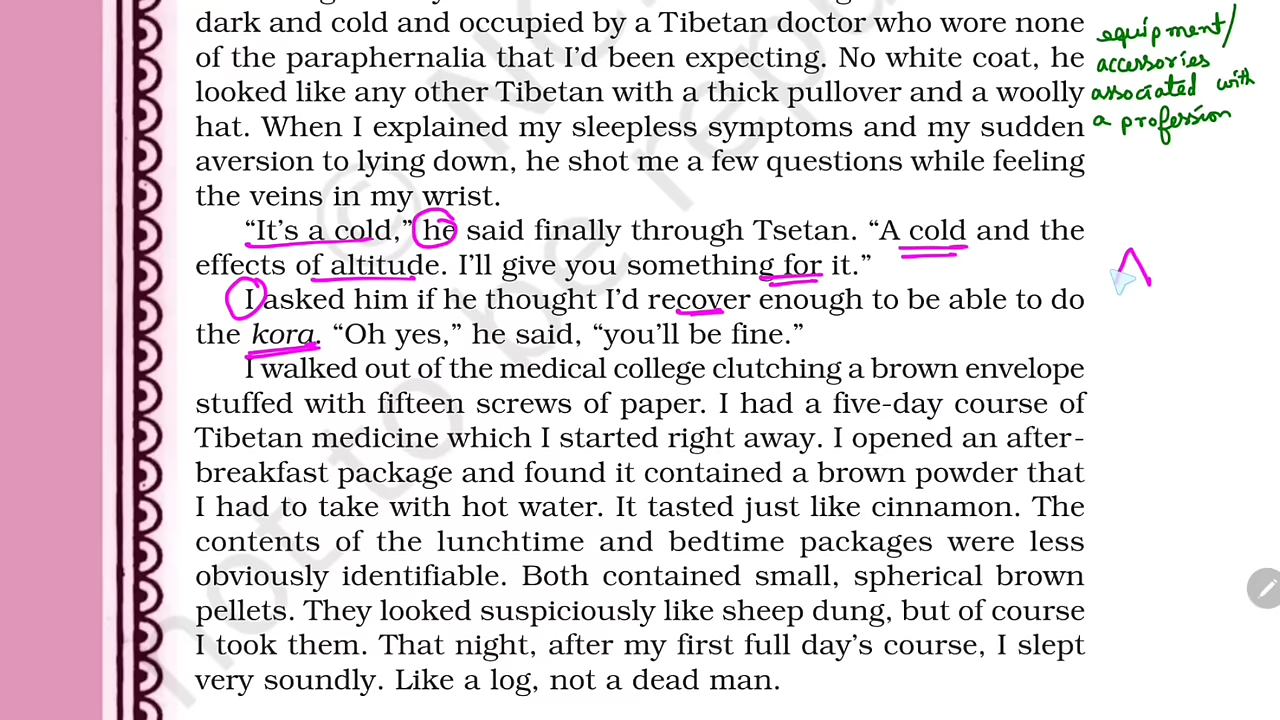 dark and cold and occupied by a Tibetan doctor who wore none
of the paraphernalia that I’d been expecting. No white coat, he
looked like any other Tibetan with a thick pullover and a woolly
hat. When I explained my sleepless symptoms and my sudden
aversion to lying down, he shot me a few questions while feeling
the veins in my wrist.
“It’s a cold,” he said finally through Tsetan. “A cold and the
effects of altitude. I’ll give you something for it.”
I asked him if he thought I’d recover enough to be able to do
the kora. “Oh yes,” he said, “you’ll be fine.”
I walked out of the medical college clutching a brown envelope
stuffed with fifteen screws of paper. I had a five-day course of
Tibetan medicine which I started right away. I opened an after-
breakfast package and found it contained a brown powder that
I had to take with hot water. It tasted just like cinnamon. The
contents of the lunchtime and bedtime packages were less
obviously identifiable. Both contained small, spherical brown
pellets. They looked suspiciously like sheep dung, but of course
I took them. That night, after my first full day’s course, I slept
very soundly. Like a log, not a dead man.
equipment/
accessories
associated with
a profession
not to be rep